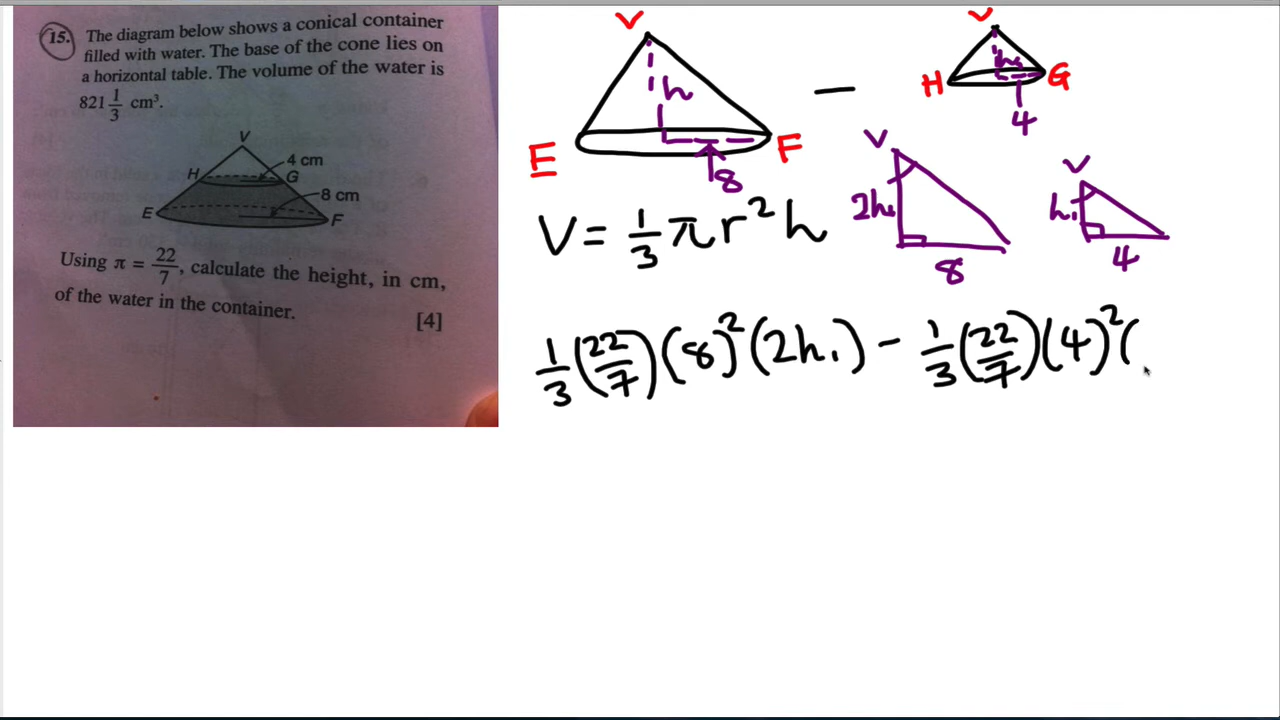 15. The diagram below shows a conical container
filled with water. The base of the cone lies on
a horizontal table. The volume of the water is
821 1/3 cm³.
V
H
4 cm
G
8 cm
E
F
Using π = 22/7, calculate the height, in cm,
of the water in the container.
[4]
V
h
E
F
8
−
V
H
h₁
G
4
V
2h₁
8
V
h₁
4
V = 1/3 πr²h
1/3 (22/7)(8)²(2h₁) − 1/3 (22/7)(4)²(